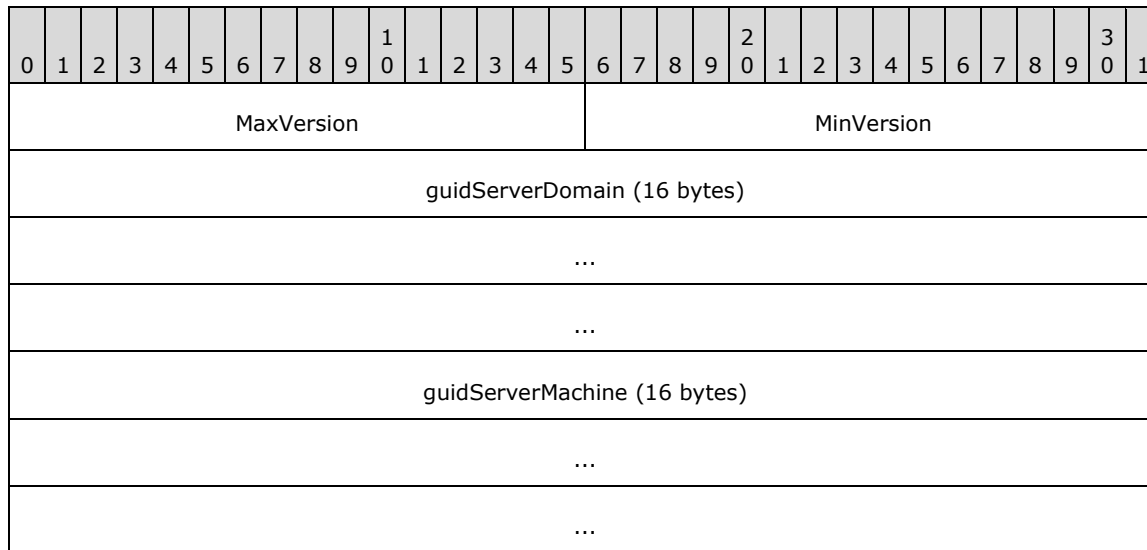 1 2 3
0 1 2 3 4 5 6 7 8 9 0 1 2 3 4 5 6 7 8 9 0 1 2 3 4 5 6 7 8 9 0 1
MaxVersion MinVersion
guidServerDomain (16 bytes)
...
...
guidServerMachine (16 bytes)
...
...